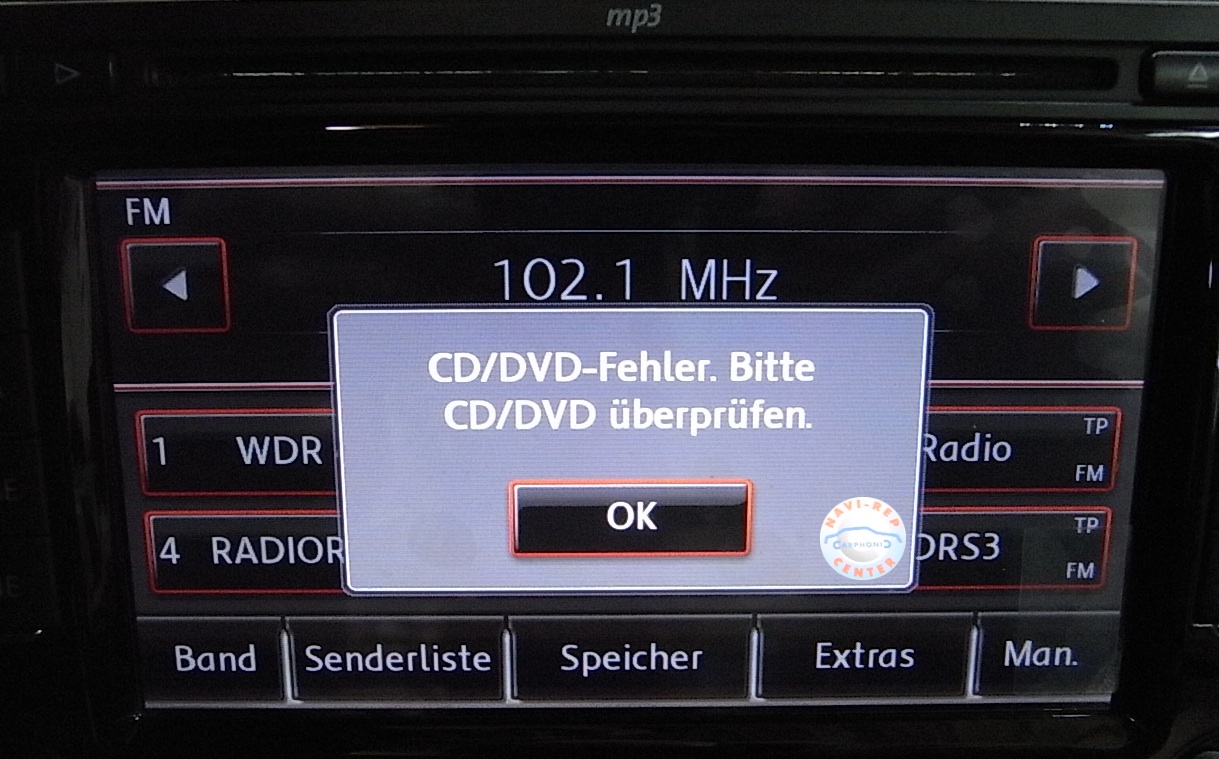 mp3
FM
102.1 MHz
CD/DVD-Fehler. Bitte
CD/DVD überprüfen.
OK
1 WDR
Radio TP
FM
4 RADIOR
DRS3 TP
FM
NAVI-REP
CARPHONIC
CENTER
Band Senderliste Speicher Extras Man.